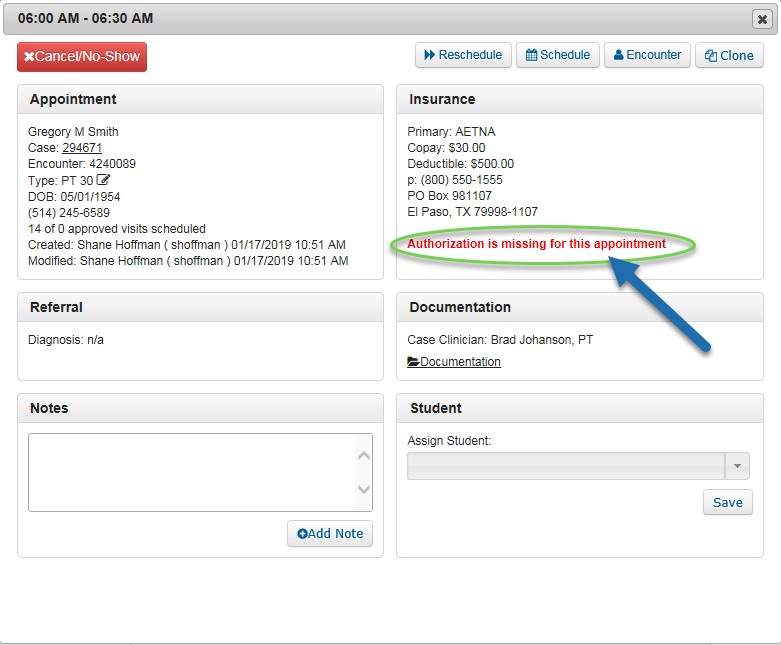 06:00 AM - 06:30 AM
Cancel/No-Show
Reschedule
Schedule
Encounter
Clone
Appointment
Gregory M Smith
Case: 294671
Encounter: 4240089
Type: PT 30
DOB: 05/01/1954
(514) 245-6589
14 of 0 approved visits scheduled
Created: Shane Hoffman ( shoffman ) 01/17/2019 10:51 AM
Modified: Shane Hoffman ( shoffman ) 01/17/2019 10:51 AM
Insurance
Primary: AETNA
Copay: $30.00
Deductible: $500.00
p: (800) 550-1555
PO Box 981107
El Paso, TX 79998-1107
Authorization is missing for this appointment
Referral
Diagnosis: n/a
Documentation
Case Clinician: Brad Johanson, PT
Documentation
Notes
Add Note
Student
Assign Student:
Save